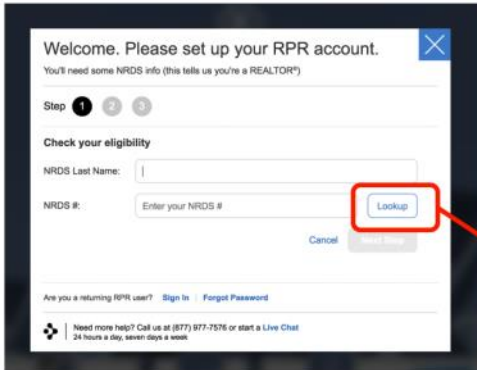 Welcome. Please set up your RPR account.
You'll need some NRDS info (this tells us you're a REALTOR®)
Step 1 2 3
Check your eligibility
NRDS Last Name:
NRDS #: Enter your NRDS # Lookup
Cancel Next Step
Are you a returning RPR user? Sign In Forgot Password
Need more help? Call us at (877) 977-7576 or start a Live Chat
24 hours a day, seven days a week